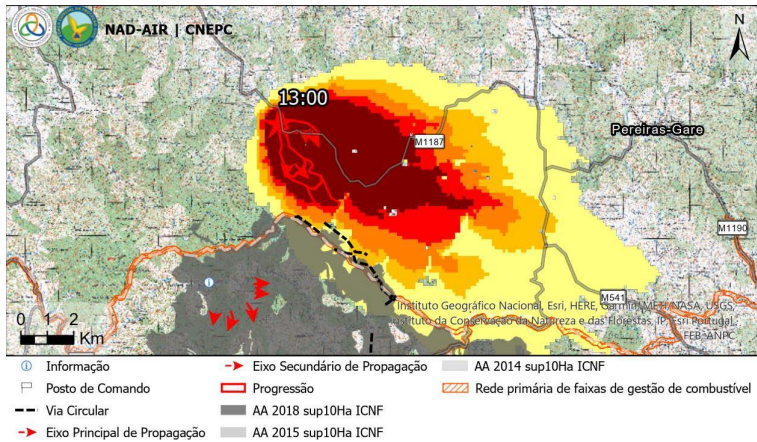 NAD-AIR | CNEPC
N
13:00
M1187
Pereiras-Gare
M1190
M541
Instituto Geográfico Nacional, Esri, HERE, Garmin, METI/NASA, USGS,
Instituto da Conservação da Natureza e das Florestas, IP, Esri Portugal,
FEB, ANPC
0 1 2
Km
Informação
Posto de Comando
Via Circular
Eixo Principal de Propagação
Eixo Secundário de Propagação
Progressão
AA 2018 sup10Ha ICNF
AA 2015 sup10Ha ICNF
AA 2014 sup10Ha ICNF
Rede primária de faixas de gestão de combustível